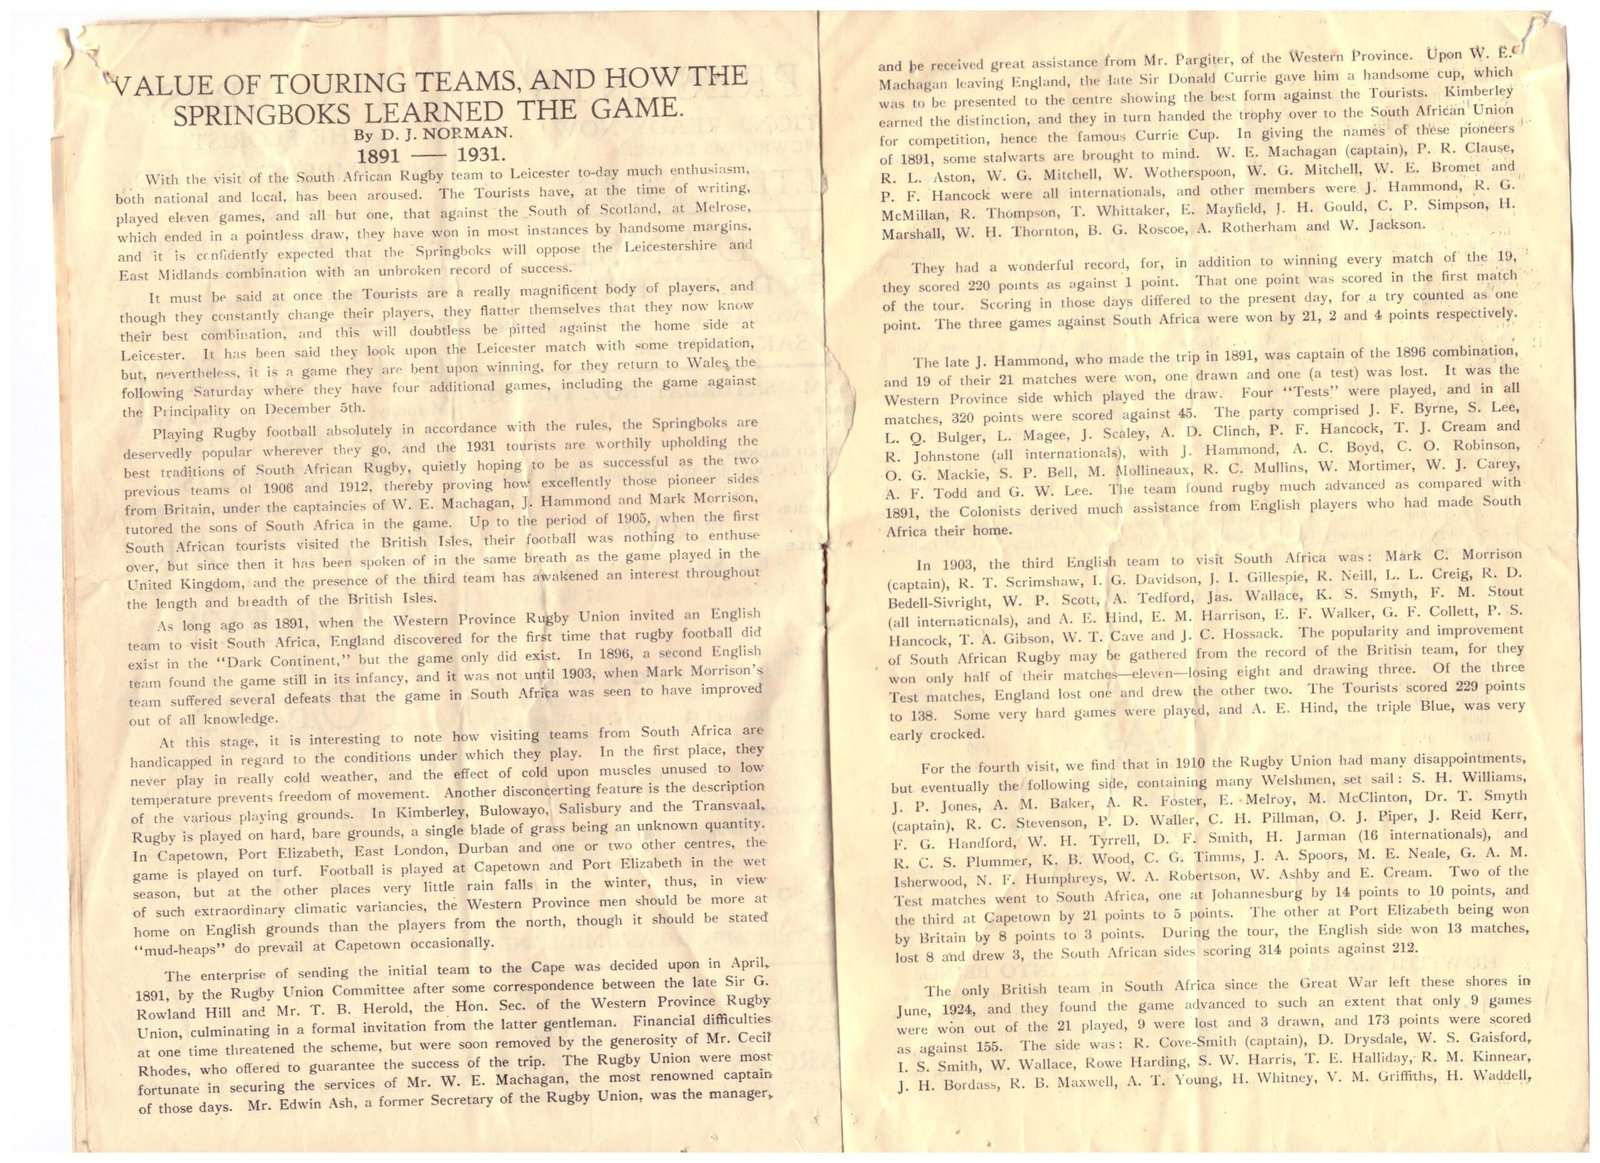 VALUE OF TOURING TEAMS, AND HOW THE
SPRINGBOKS LEARNED THE GAME.
By D. J. NORMAN.
1891 — 1931.
With the visit of the South African Rugby team to Leicester to-day much enthusiasm,
both national and local, has been aroused. The Tourists have, at the time of writing,
played eleven games, and all but one, that against the South of Scotland, at Melrose,
which ended in a pointless draw, they have won in most instances by handsome margins,
and it is confidently expected that the Springboks will oppose the Leicestershire and
East Midlands combination with an unbroken record of success.
It must be said at once the Tourists are a really magnificent body of players, and
though they constantly change their players, they flatter themselves that they now know
their best combination, and this will doubtless be pitted against the home side at
Leicester. It has been said they look upon the Leicester match with some trepidation,
but, nevertheless, it is a game they are bent upon winning, for they return to Wales the
following Saturday where they have four additional games, including the game against
the Principality on December 5th.
Playing Rugby football absolutely in accordance with the rules, the Springboks are
deservedly popular wherever they go, and the 1931 tourists are worthily upholding the
best traditions of South African Rugby, quietly hoping to be as successful as the two
previous teams of 1906 and 1912, thereby proving how excellently those pioneer sides
from Britain, under the captaincies of W. E. Machagan, J. Hammond and Mark Morrison,
tutored the sons of South Africa in the game. Up to the period of 1905, when the first
South African tourists visited the British Isles, their football was nothing to enthuse
over, but since then it has been spoken of in the same breath as the game played in the
United Kingdom, and the presence of the third team has awakened an interest throughout
the length and breadth of the British Isles.
As long ago as 1891, when the Western Province Rugby Union invited an English
team to visit South Africa, England discovered for the first time that rugby football did
exist in the "Dark Continent," but the game only did exist. In 1896, a second English
team found the game still in its infancy, and it was not until 1903, when Mark Morrison's
team suffered several defeats that the game in South Africa was seen to have improved
out of all knowledge.
At this stage, it is interesting to note how visiting teams from South Africa are
handicapped in regard to the conditions under which they play. In the first place, they
never play in really cold weather, and the effect of cold upon muscles unused to low
temperature prevents freedom of movement. Another disconcerting feature is the description
of the various playing grounds. In Kimberley, Bulowayo, Salisbury and the Transvaal,
Rugby is played on hard, bare grounds, a single blade of grass being an unknown quantity.
In Capetown, Port Elizabeth, East London, Durban and one or two other centres, the
game is played on turf. Football is played at Capetown and Port Elizabeth in the wet
season, but at the other places very little rain falls in the winter, thus, in view
of such extraordinary climatic variancies, the Western Province men should be more at
home on English grounds than the players from the north, though it should be stated
"mud-heaps" do prevail at Capetown occasionally.
The enterprise of sending the initial team to the Cape was decided upon in April,
1891, by the Rugby Union Committee after some correspondence between the late Sir G.
Rowland Hill and Mr. T. B. Herold, the Hon. Sec. of the Western Province Rugby
Union, culminating in a formal invitation from the latter gentleman. Financial difficulties
at one time threatened the scheme, but were soon removed by the generosity of Mr. Cecil
Rhodes, who offered to guarantee the success of the trip. The Rugby Union were most
fortunate in securing the services of Mr. W. E. Machagan, the most renowned captain
of those days. Mr. Edwin Ash, a former Secretary of the Rugby Union, was the manager,
and he received great assistance from Mr. Pargiter, of the Western Province. Upon W. E.
Machagan leaving England, the late Sir Donald Currie gave him a handsome cup, which
was to be presented to the centre showing the best form against the Tourists. Kimberley
earned the distinction, and they in turn handed the trophy over to the South African Union
for competition, hence the famous Currie Cup. In giving the names of these pioneers
of 1891, some stalwarts are brought to mind. W. E. Machagan (captain), P. R. Clause,
R. L. Aston, W. G. Mitchell, W. Wotherspoon, W. G. Mitchell, W. E. Bromet and
P. F. Hancock were all internationals, and other members were J. Hammond, R. G.
McMillan, R. Thompson, T. Whittaker, E. Mayfield, J. H. Gould, C. P. Simpson, H.
Marshall, W. H. Thornton, B. G. Roscoe, A. Rotherham and W. Jackson.
They had a wonderful record, for, in addition to winning every match of the 19,
they scored 220 points as against 1 point. That one point was scored in the first match
of the tour. Scoring in those days differed to the present day, for a try counted as one
point. The three games against South Africa were won by 21, 2 and 4 points respectively.
The late J. Hammond, who made the trip in 1891, was captain of the 1896 combination,
and 19 of their 21 matches were won, one drawn and one (a test) was lost. It was the
Western Province side which played the draw. Four "Tests" were played, and in all
matches, 320 points were scored against 45. The party comprised J. F. Byrne, S. Lee,
L. Q. Bulger, L. Magee, J. Scaley, A. D. Clinch, P. F. Hancock, T. J. Cream and
R. Johnstone (all internationals), with J. Hammond, A. C. Boyd, C. O. Robinson,
O. G. Mackie, S. P. Bell, M. Mollineaux, R. C. Mullins, W. Mortimer, W. J. Carey,
A. F. Todd and G. W. Lee. The team found rugby much advanced as compared with
1891, the Colonists derived much assistance from English players who had made South
Africa their home.
In 1903, the third English team to visit South Africa was: Mark C. Morrison
(captain), R. T. Scrimshaw, I. G. Davidson, J. I. Gillespie, R. Neill, L. L. Creig, R. D.
Bedell-Sivright, W. P. Scott, A. Tedford, Jas. Wallace, K. S. Smyth, F. M. Stout
(all internaticnals), and A. E. Hind, E. M. Harrison, E. F. Walker, G. F. Collett, P. S.
Hancock, T. A. Gibson, W. T. Cave and J. C. Hossack. The popularity and improvement
of South African Rugby may be gathered from the record of the British team, for they
won only half of their matches—eleven—losing eight and drawing three. Of the three
Test matches, England lost one and drew the other two. The Tourists scored 229 points
to 138. Some very hard games were played, and A. E. Hind, the triple Blue, was very
early crocked.
For the fourth visit, we find that in 1910 the Rugby Union had many disappointments,
but eventually the following side, containing many Welshmen, set sail: S. H. Williams,
J. P. Jones, A. M. Baker, A. R. Foster, E. Melroy, M. McClinton, Dr. T. Smyth
(captain), R. C. Stevenson, P. D. Waller, C. H. Pillman, O. J. Piper, J. Reid Kerr,
F. G. Handford, W. H. Tyrrell, D. F. Smith, H. Jarman (16 internationals), and
R. C. S. Plummer, K. B. Wood, C. G. Timms, J. A. Spoors, M. E. Neale, G. A. M.
Isherwood, N. F. Humphreys, W. A. Robertson, W. Ashby and E. Cream. Two of the
Test matches went to South Africa, one at Johannesburg by 14 points to 10 points, and
the third at Capetown by 21 points to 5 points. The other at Port Elizabeth being won
by Britain by 8 points to 3 points. During the tour, the English side won 13 matches,
lost 8 and drew 3, the South African sides scoring 314 points against 212.
The only British team in South Africa since the Great War left these shores in
June, 1924, and they found the game advanced to such an extent that only 9 games
were won out of the 21 played, 9 were lost and 3 drawn, and 173 points were scored
as against 155. The side was: R. Cove-Smith (captain), D. Drysdale, W. S. Gaisford,
I. S. Smith, W. Wallace, Rowe Harding, S. W. Harris, T. E. Halliday, R. M. Kinnear,
J. H. Bordass, R. B. Maxwell, A. T. Young, H. Whitney, V. M. Griffiths, H. Waddell,